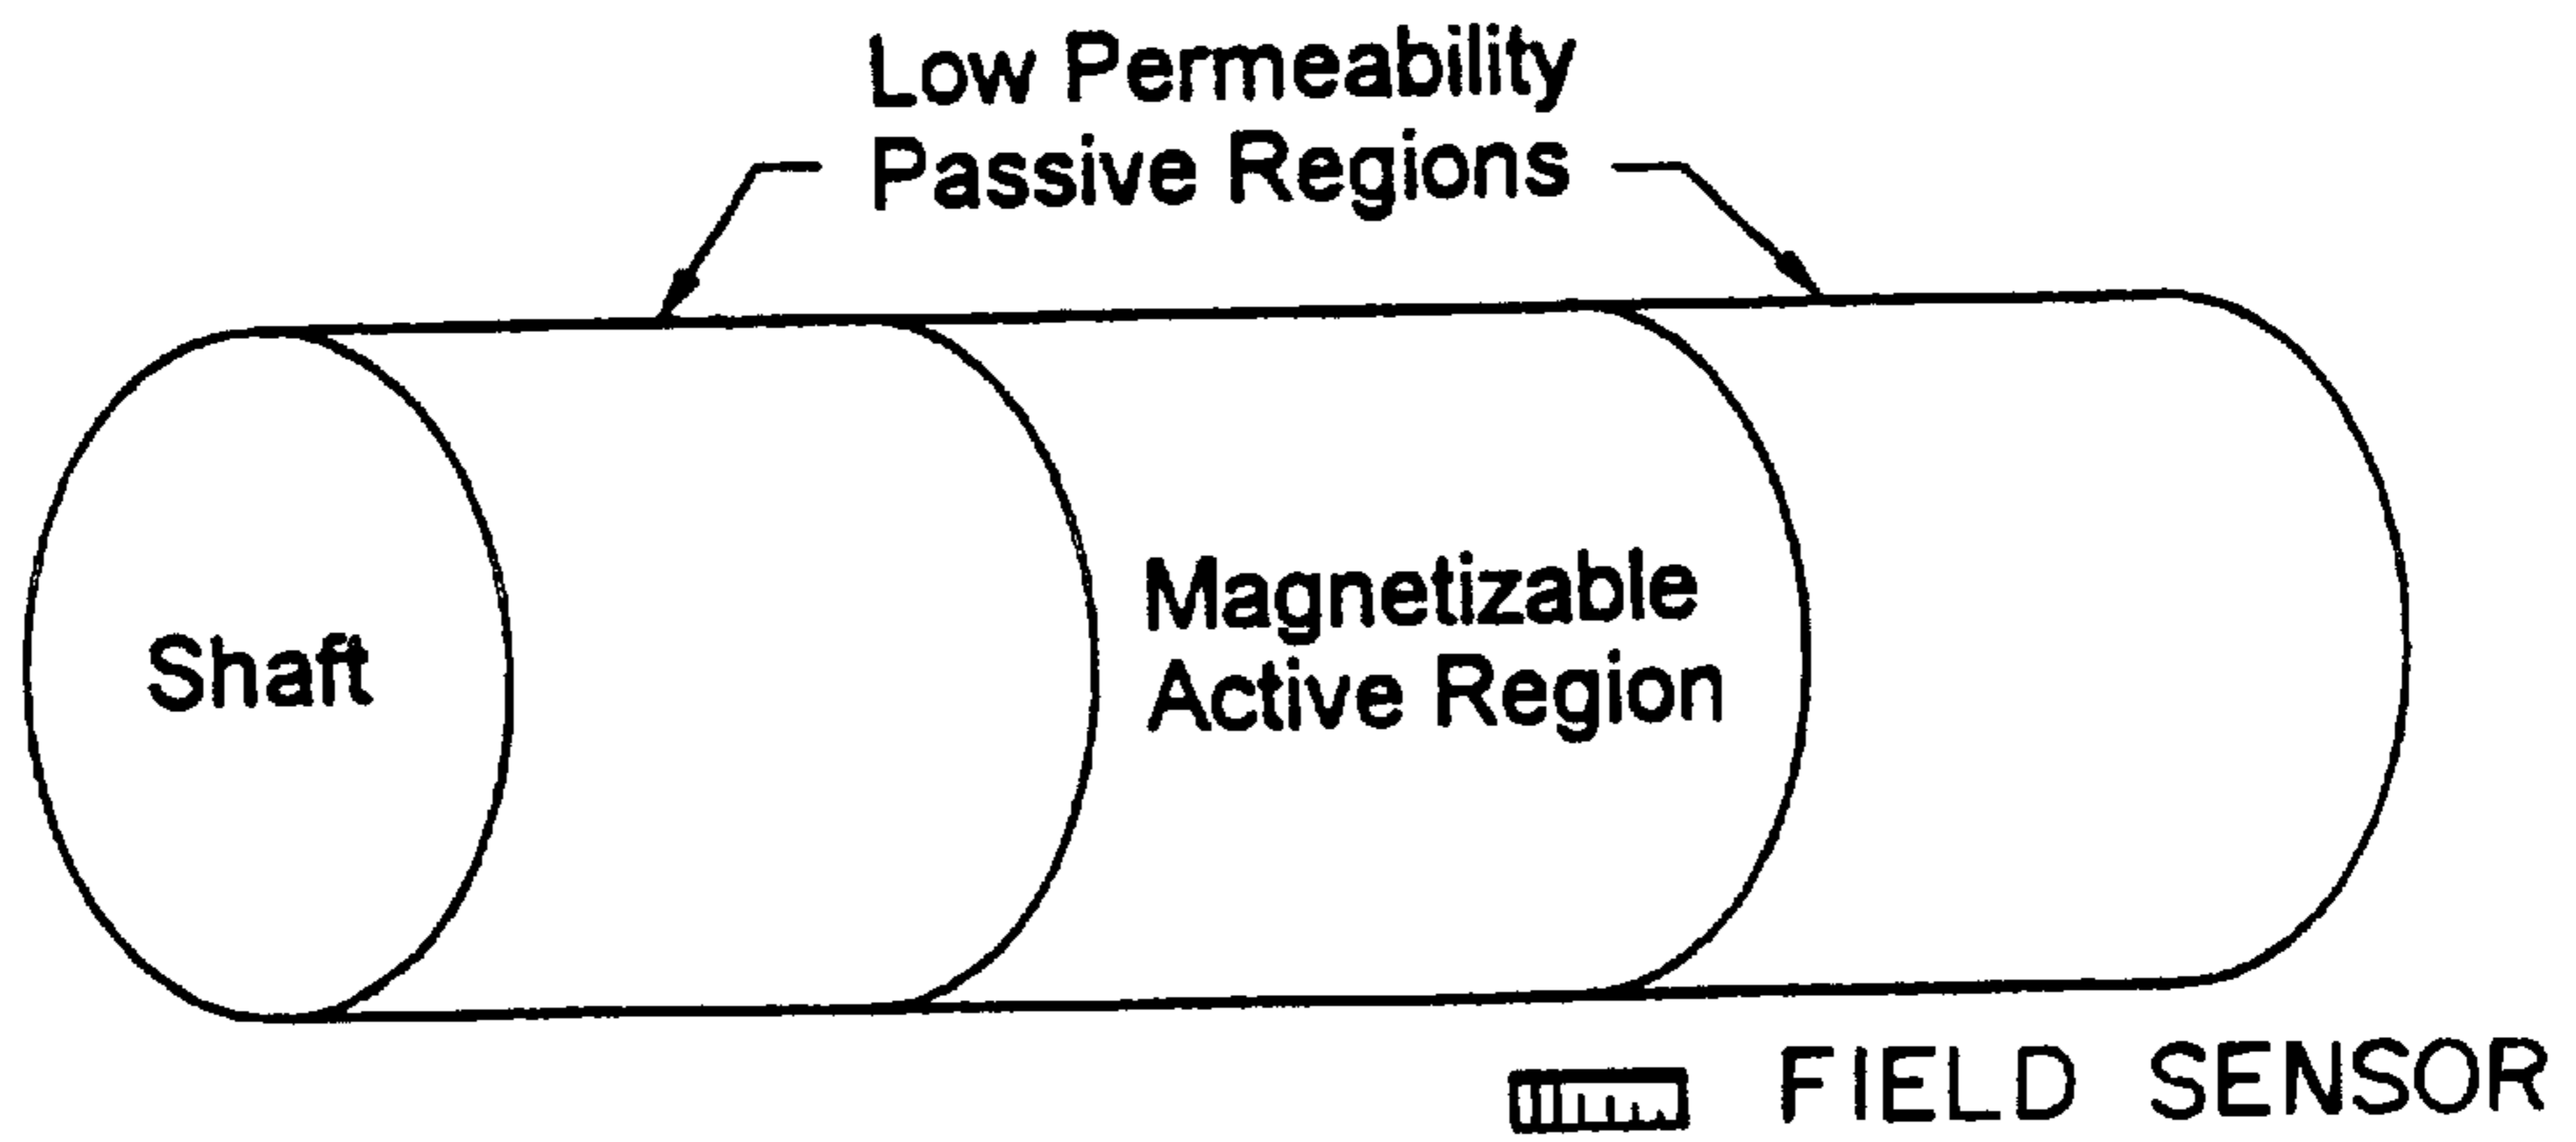 Low Permeability
Passive Regions
Shaft
Magnetizable
Active Region
FIELD SENSOR